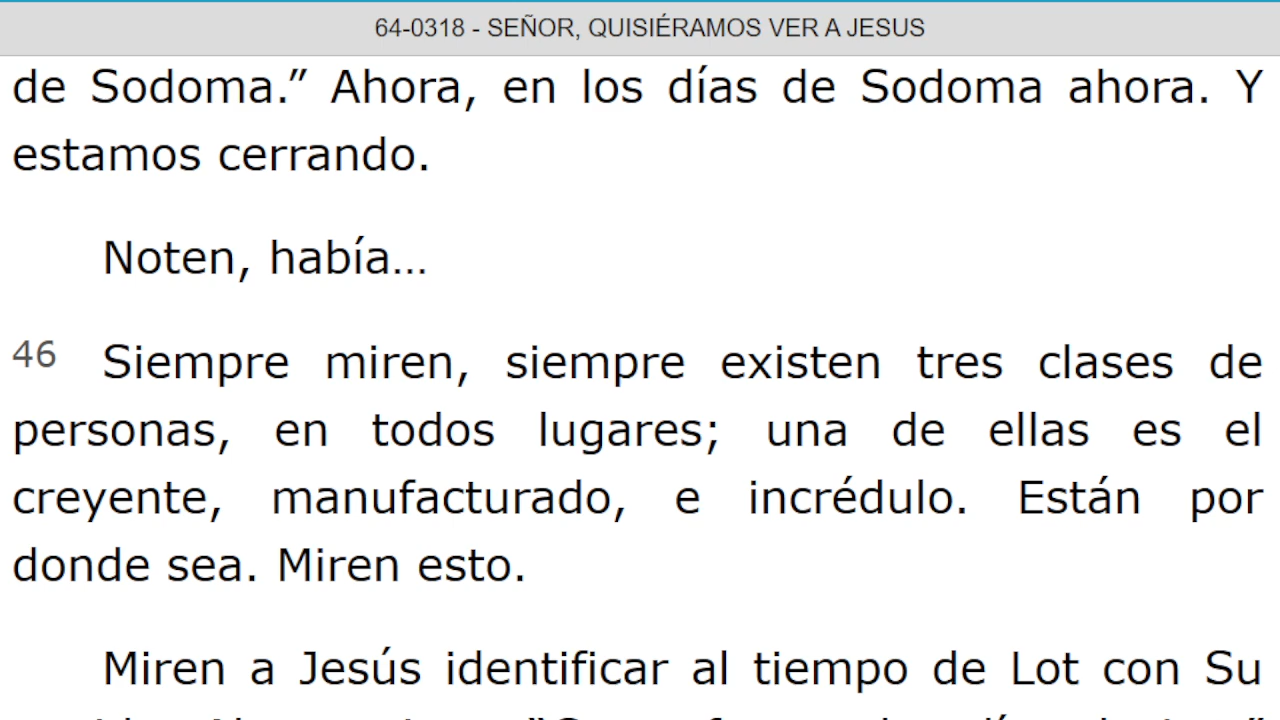 64-0318 - SEÑOR, QUISIÉRAMOS VER A JESUS
de Sodoma.” Ahora, en los días de Sodoma ahora. Y
estamos cerrando.
Noten, había…
46 Siempre miren, siempre existen tres clases de
personas, en todos lugares; una de ellas es el
creyente, manufacturado, e incrédulo. Están por
donde sea. Miren esto.
Miren a Jesús identificar al tiempo de Lot con Su